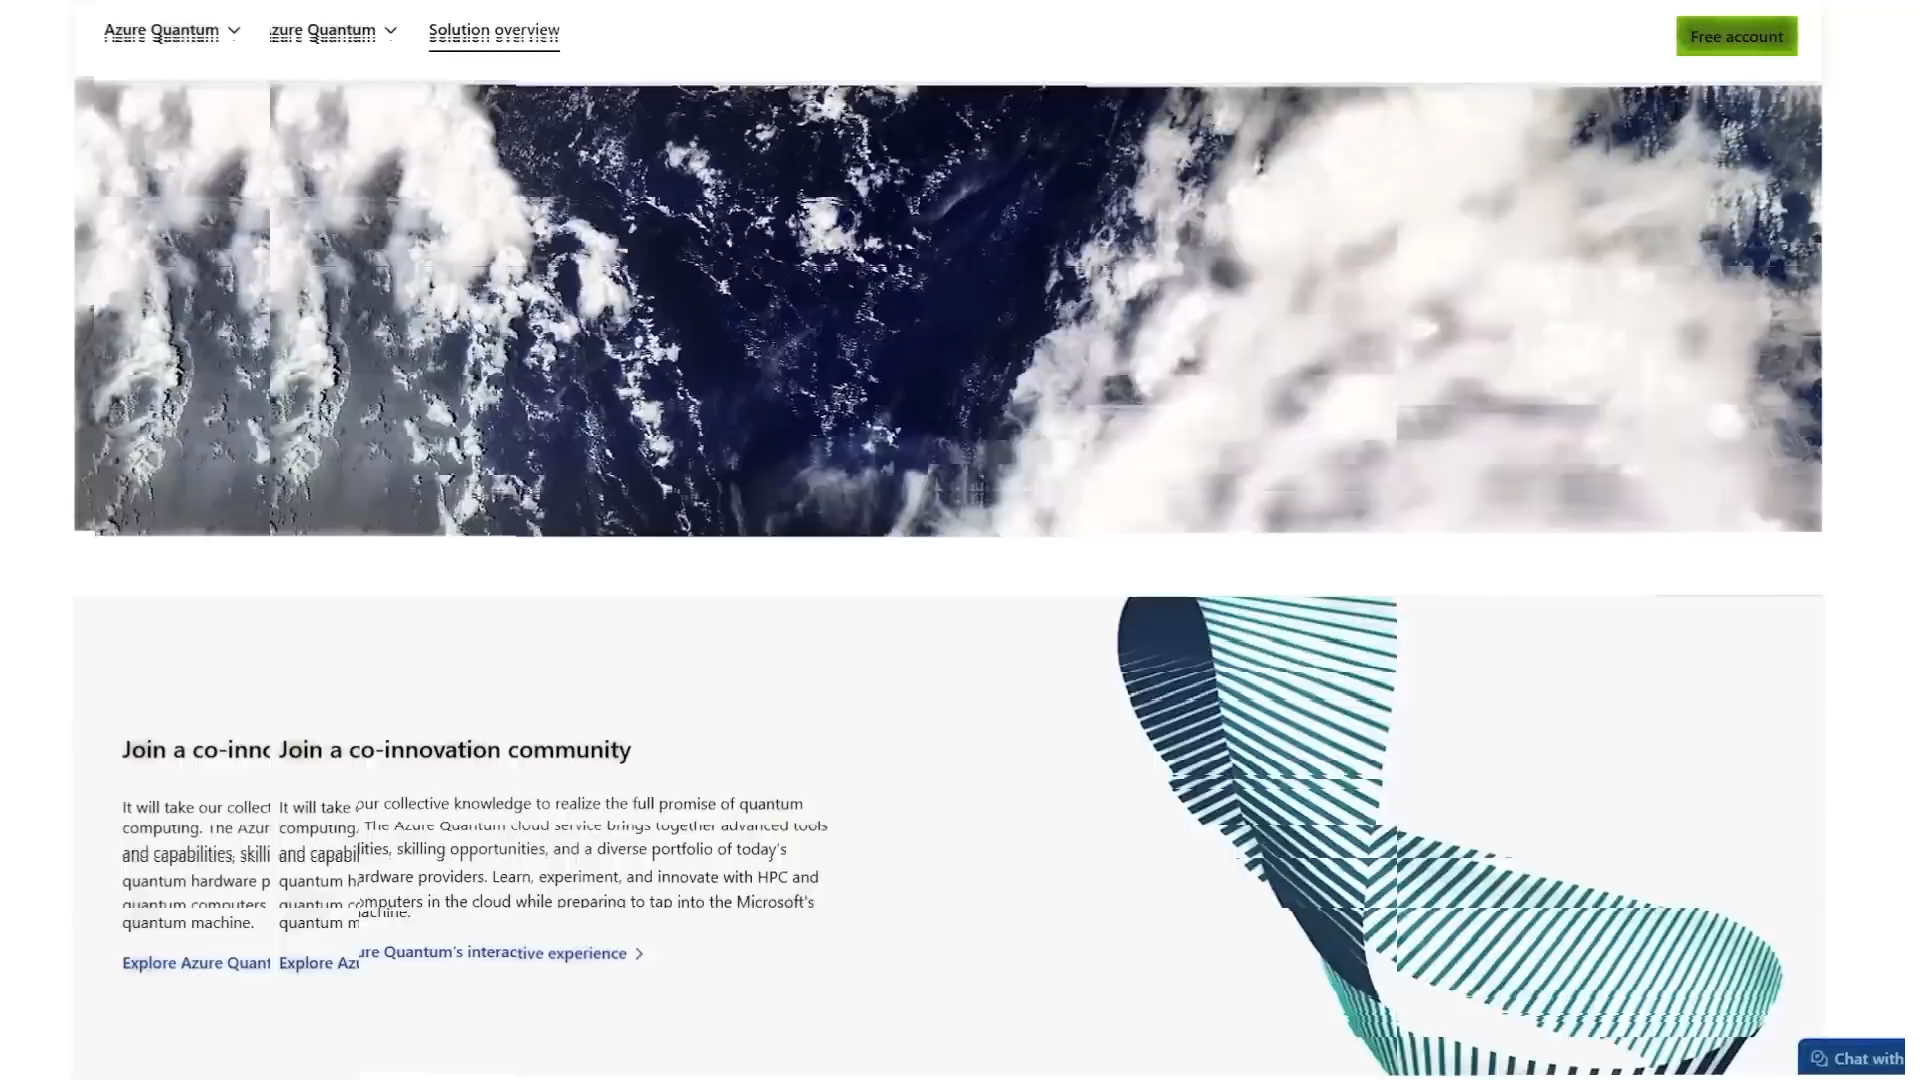 Azure Quantum
zure Quantum
Solution overview
Free account
Join a co-inno
Join a co-innovation community
It will take our collect
It will take our collective knowledge to realize the full promise of quantum
computing. The Azur
computing. The Azure Quantum cloud service brings together advanced tools
and capabilities, skilli
and capabilities, skilling opportunities, and a diverse portfolio of today's
quantum hardware p
quantum hardware providers. Learn, experiment, and innovate with HPC and
quantum computers
quantum computers in the cloud while preparing to tap into the Microsoft's
quantum machine.
quantum machine.
Explore Azure Quant
Explore Azure Quantum's interactive experience
Chat with